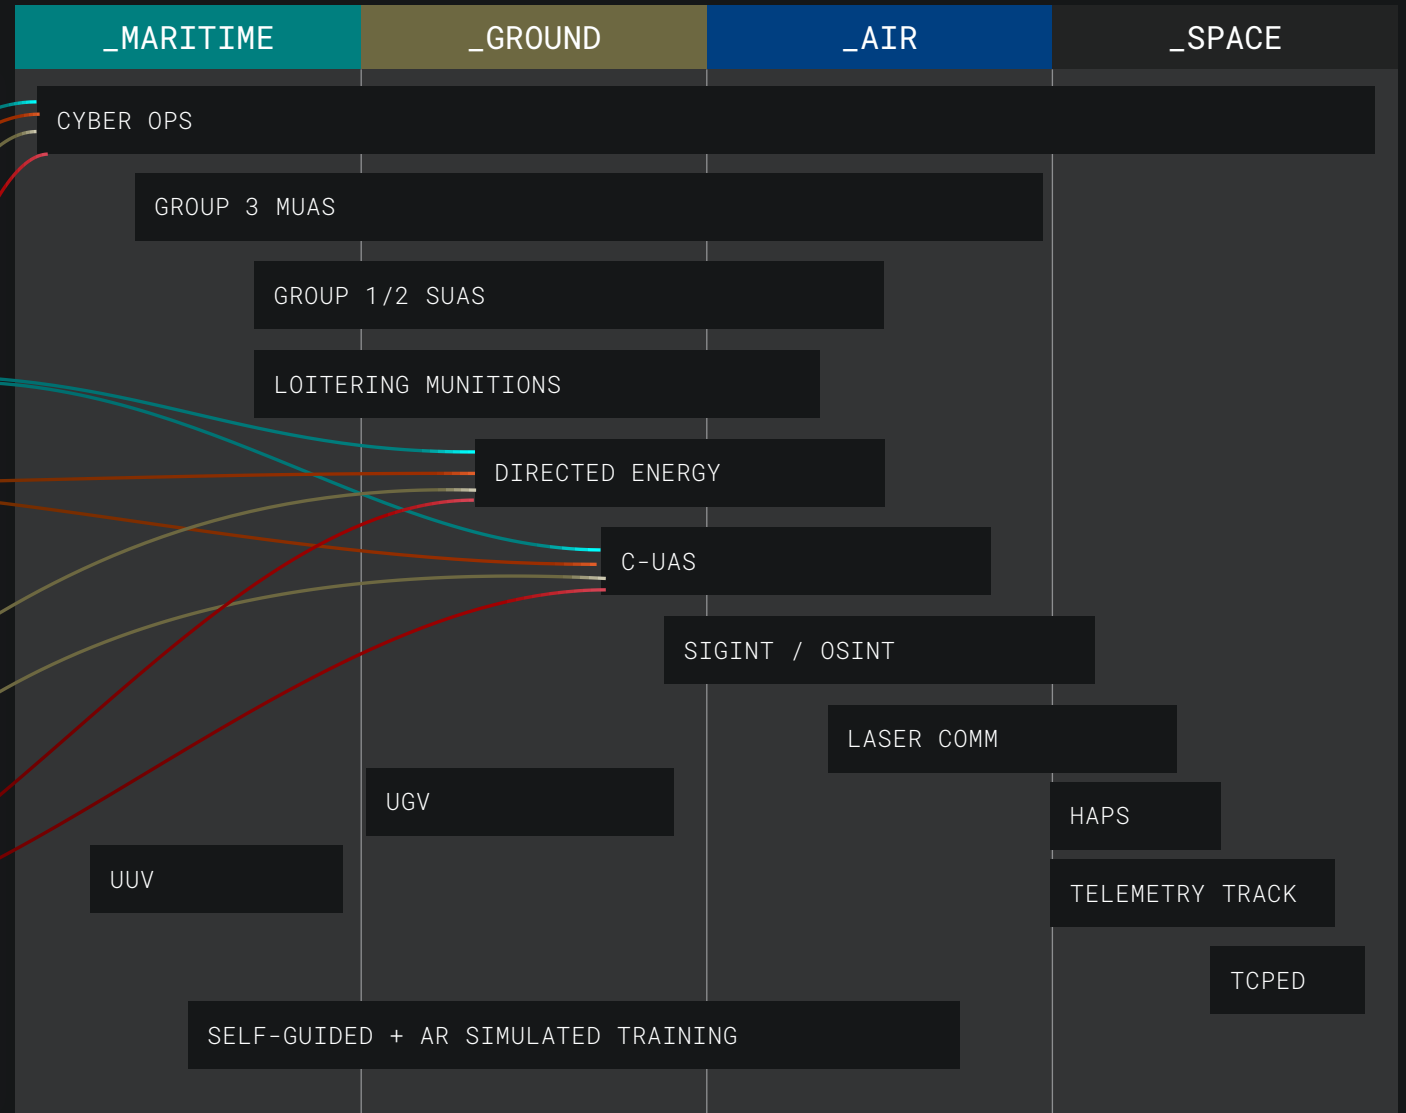 _MARITIME
_GROUND
_AIR
_SPACE
CYBER OPS
GROUP 3 MUAS
GROUP 1/2 SUAS
LOITERING MUNITIONS
DIRECTED ENERGY
C-UAS
SIGINT / OSINT
LASER COMM
UGV
HAPS
UUV
TELEMETRY TRACK
TCPED
SELF-GUIDED + AR SIMULATED TRAINING